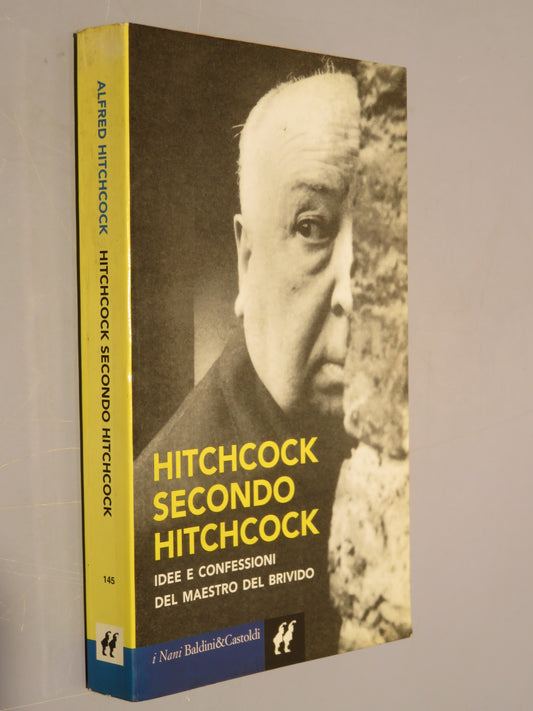 ALFRED HITCHCOCK HITCHCOCK SECONDO HITCHCOCK
145
HITCHCOCK
SECONDO
HITCHCOCK
IDEE E CONFESSIONI
DEL MAESTRO DEL BRIVIDO
i Nani Baldini&Castoldi